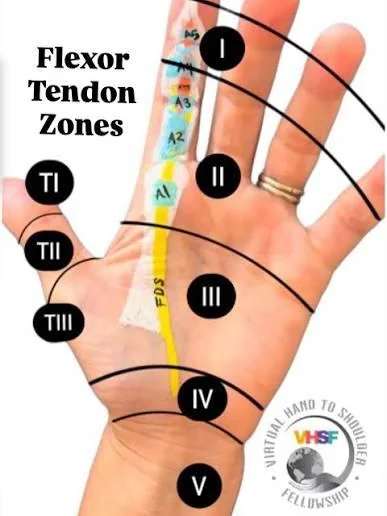 Flexor
Tendon
Zones
I
A5
A4
A3
A2
II
TI
A1
TII
FDS
III
TIII
IV
V
VIRTUAL HAND TO SHOULDER
VHSF
• FELLOWSHIP •